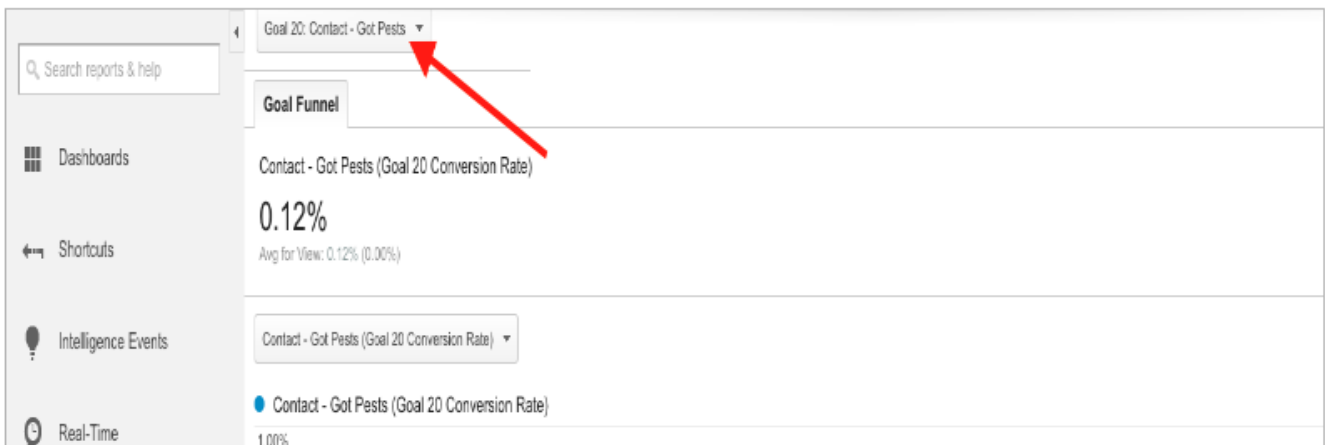 Goal 20: Contact - Got Pests
Search reports & help
Goal Funnel
Dashboards
Contact - Got Pests (Goal 20 Conversion Rate)
0.12%
Shortcuts
Avg for View: 0.12% (0.00%)
Intelligence Events
Contact - Got Pests (Goal 20 Conversion Rate)
Contact - Got Pests (Goal 20 Conversion Rate)
Real-Time
1.00%